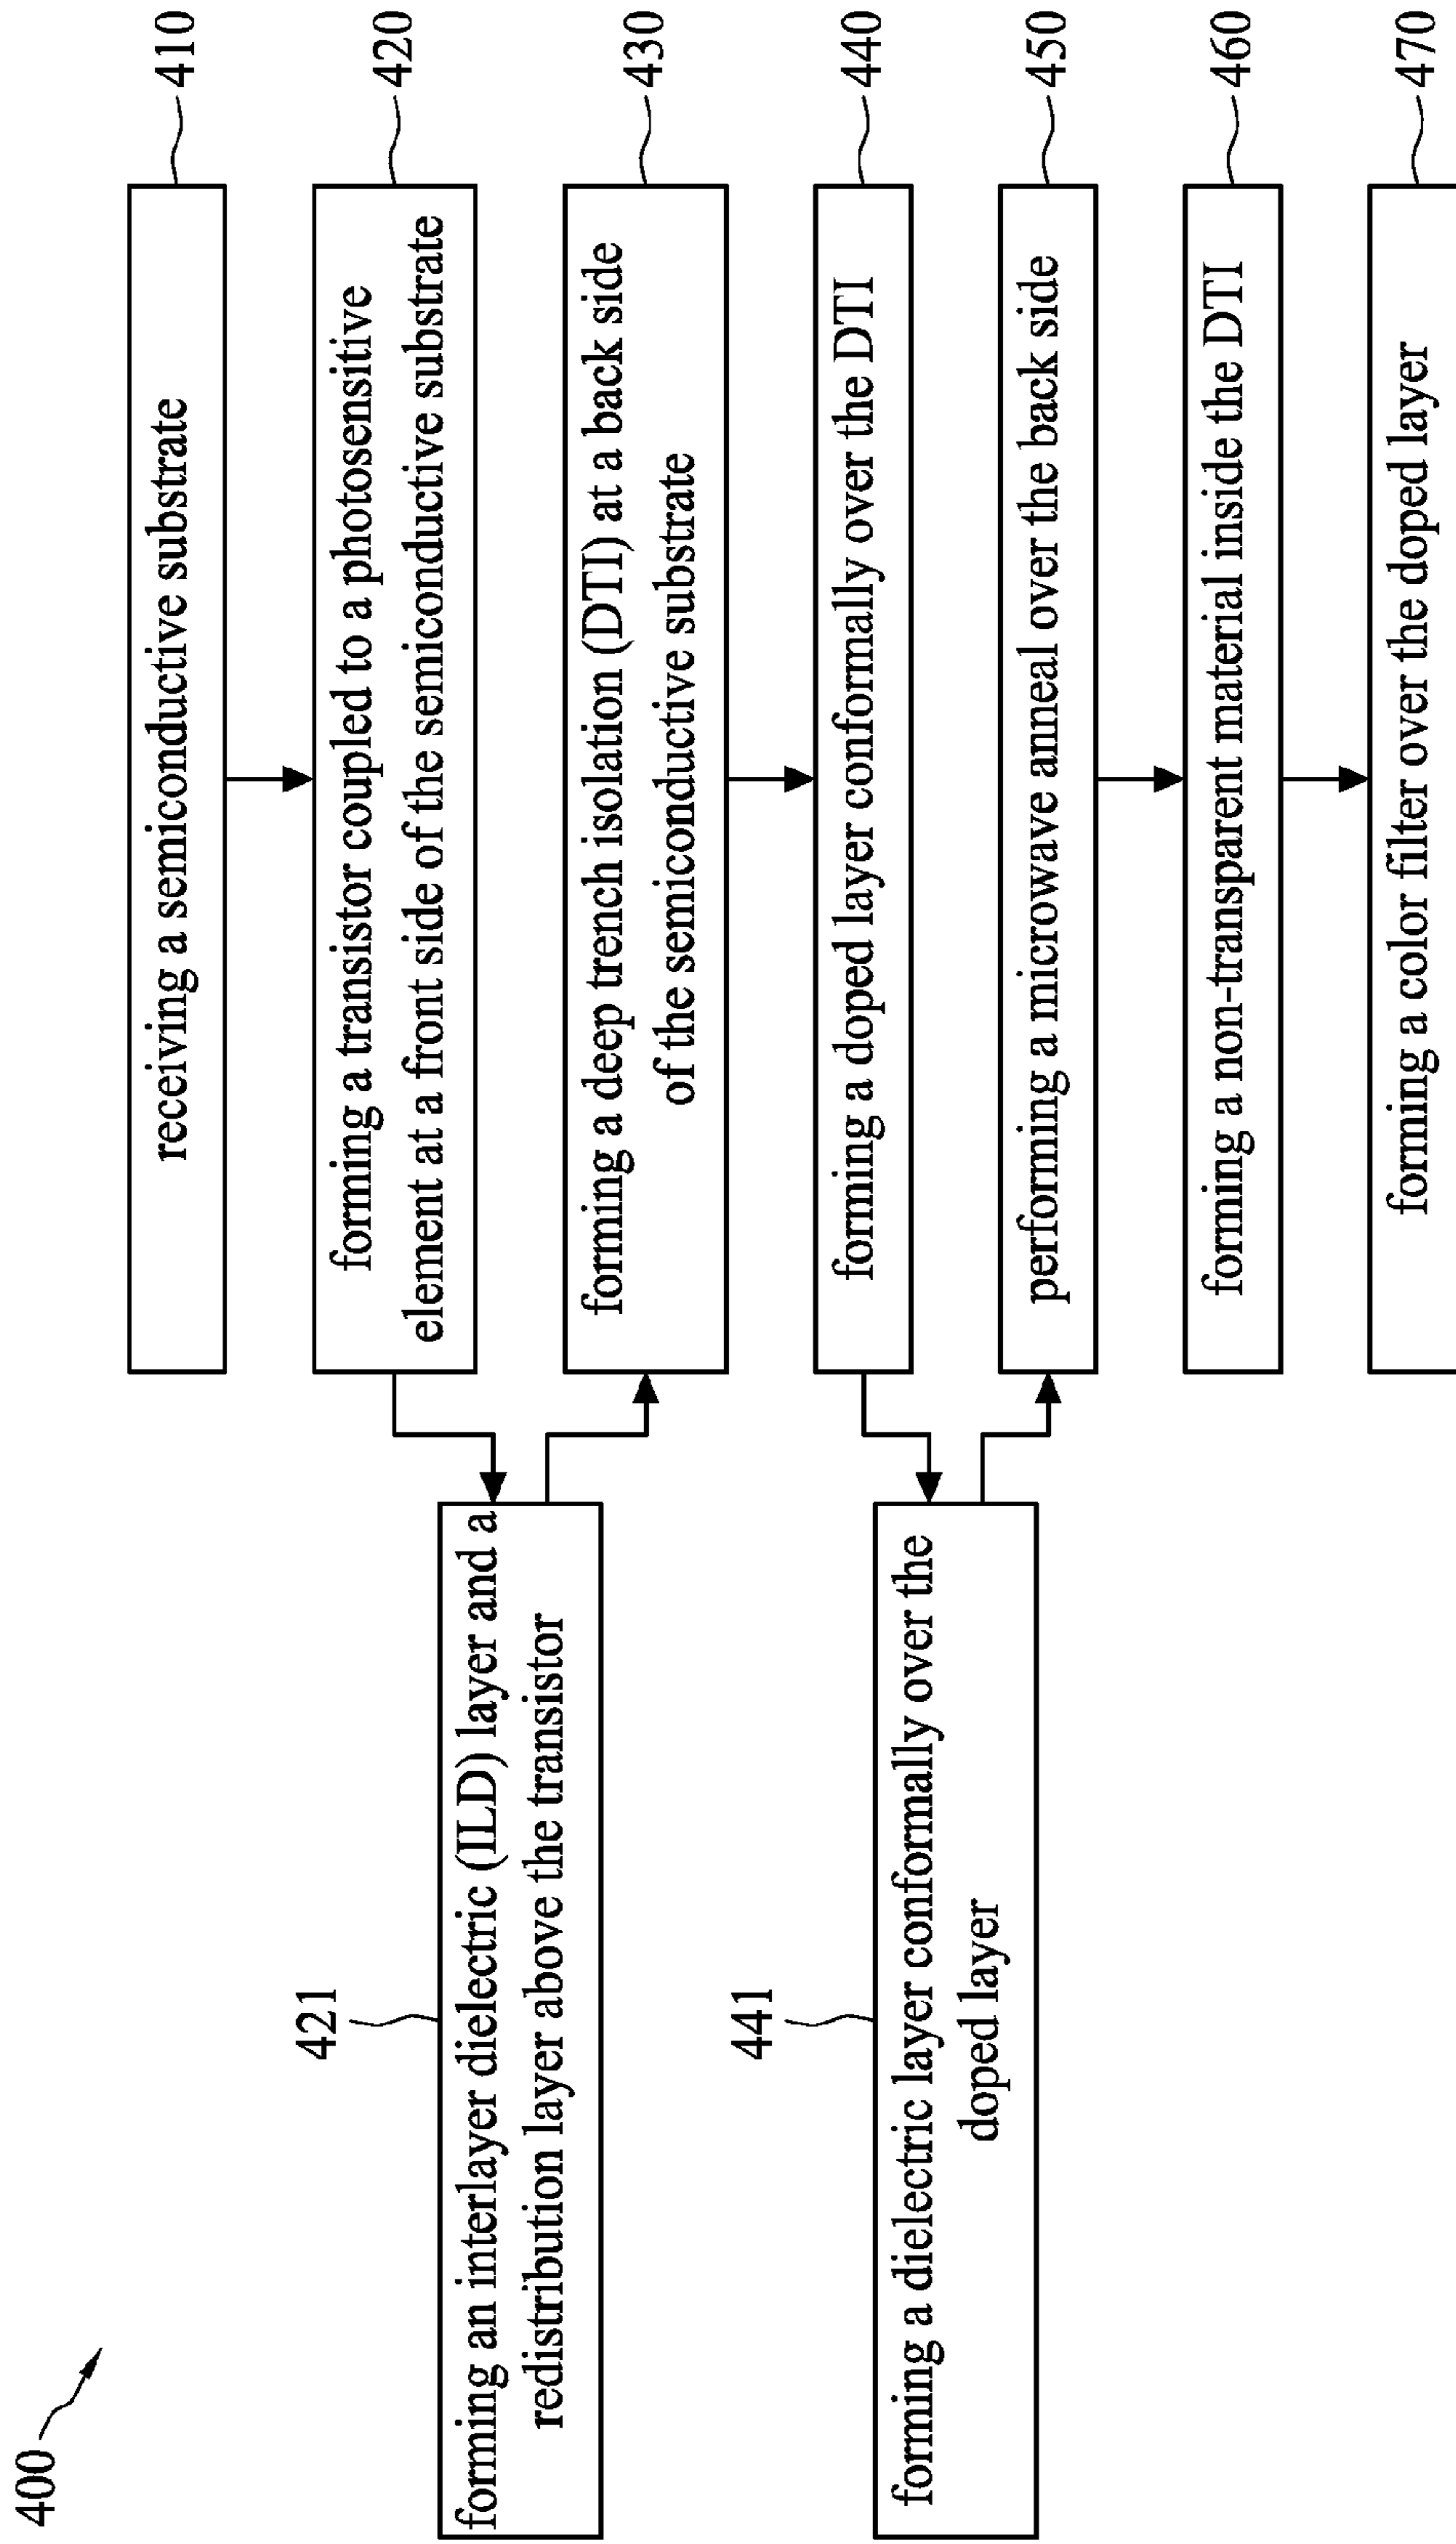 400
receiving a semiconductive substrate
410
forming a transistor coupled to a photosensitive
element at a front side of the semiconductive substrate
420
421
forming an interlayer dielectric (ILD) layer and a
redistribution layer above the transistor
forming a deep trench isolation (DTI) at a back side
of the semiconductive substrate
430
forming a doped layer conformally over the DTI
440
441
forming a dielectric layer conformally over the
doped layer
performing a microwave anneal over the back side
450
forming a non-transparent material inside the DTI
460
forming a color filter over the doped layer
470